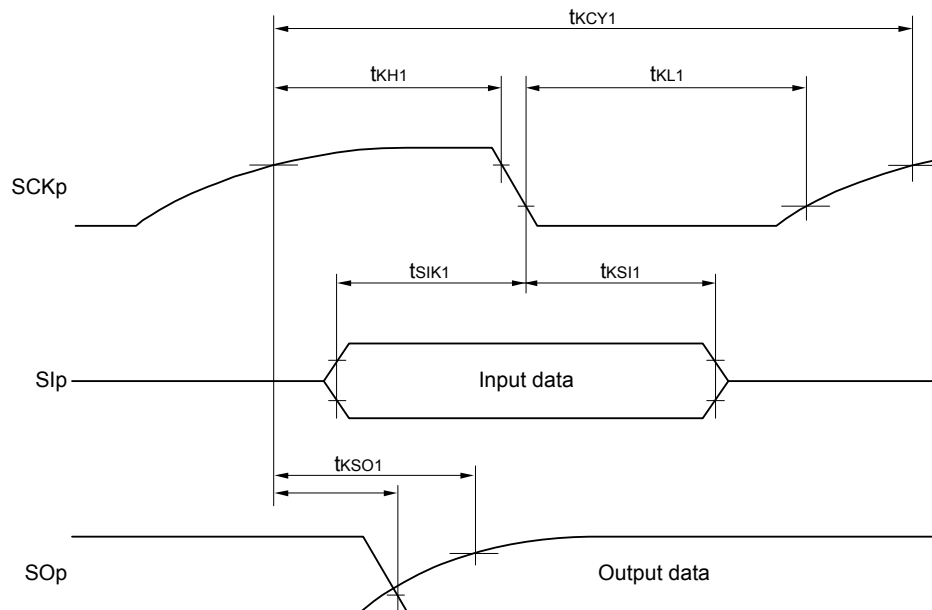 tKCY1
tKH1
tKL1
SCKp
tSIK1
tKSI1
SIp
Input data
tKSO1
SOp
Output data